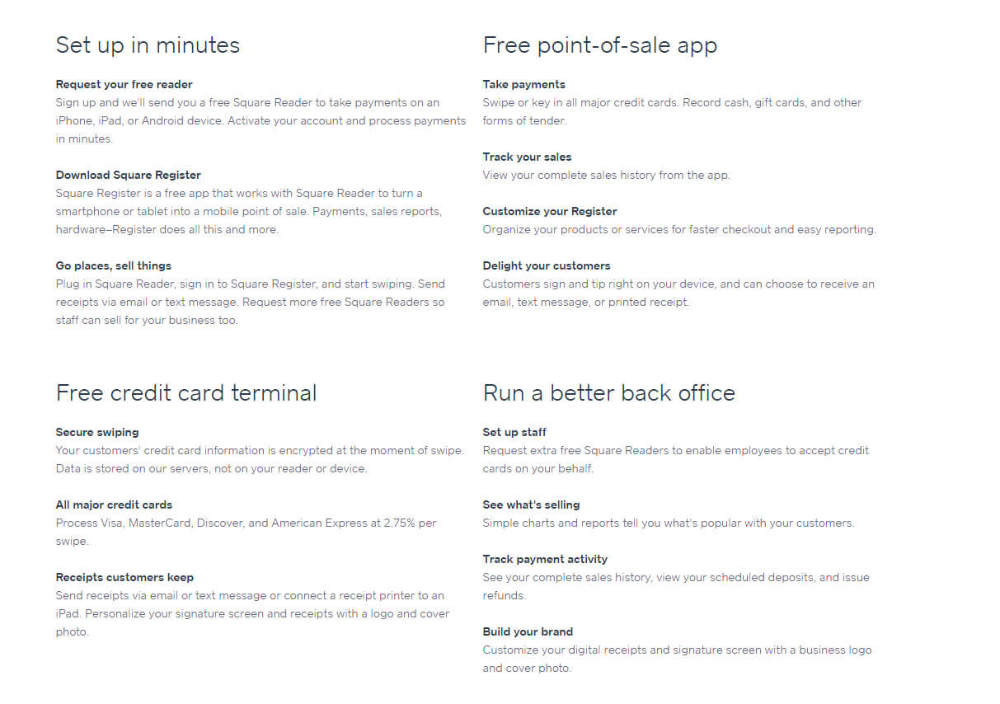 Set up in minutes
Request your free reader
Sign up and we'll send you a free Square Reader to take payments on an
iPhone, iPad, or Android device. Activate your account and process payments
in minutes.
Download Square Register
Square Register is a free app that works with Square Reader to turn a
smartphone or tablet into a mobile point of sale. Payments, sales reports,
hardware—Register does all this and more.
Go places, sell things
Plug in Square Reader, sign in to Square Register, and start swiping. Send
receipts via email or text message. Request more free Square Readers so
staff can sell for your business too.
Free point-of-sale app
Take payments
Swipe or key in all major credit cards. Record cash, gift cards, and other
forms of tender.
Track your sales
View your complete sales history from the app.
Customize your Register
Organize your products or services for faster checkout and easy reporting.
Delight your customers
Customers sign and tip right on your device, and can choose to receive an
email, text message, or printed receipt.
Free credit card terminal
Secure swiping
Your customers' credit card information is encrypted at the moment of swipe.
Data is stored on our servers, not on your reader or device.
All major credit cards
Process Visa, MasterCard, Discover, and American Express at 2.75% per
swipe.
Receipts customers keep
Send receipts via email or text message or connect a receipt printer to an
iPad. Personalize your signature screen and receipts with a logo and cover
photo.
Run a better back office
Set up staff
Request extra free Square Readers to enable employees to accept credit
cards on your behalf.
See what's selling
Simple charts and reports tell you what's popular with your customers.
Track payment activity
See your complete sales history, view your scheduled deposits, and issue
refunds.
Build your brand
Customize your digital receipts and signature screen with a business logo
and cover photo.